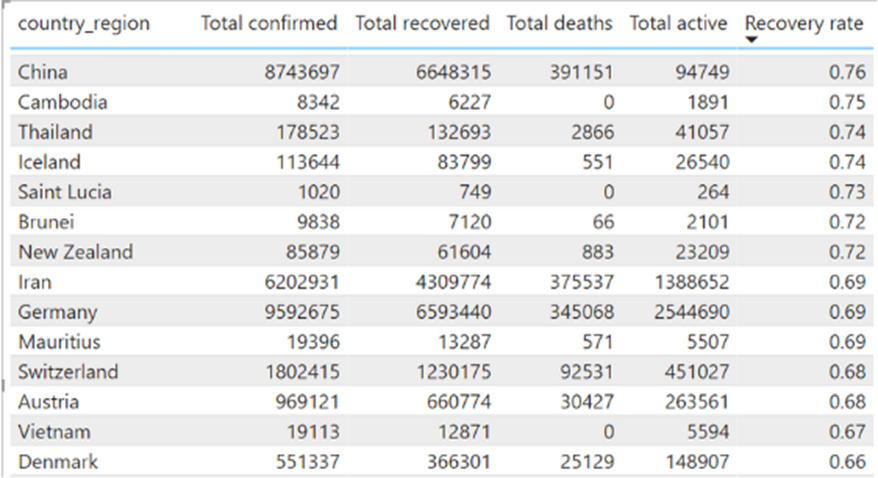 country_region Total confirmed Total recovered Total deaths Total active Recovery rate
China 8743697 6648315 391151 94749 0.76
Cambodia 8342 6227 0 1891 0.75
Thailand 178523 132693 2866 41057 0.74
Iceland 113644 83799 551 26540 0.74
Saint Lucia 1020 749 0 264 0.73
Brunei 9838 7120 66 2101 0.72
New Zealand 85879 61604 883 23209 0.72
Iran 6202931 4309774 375537 1388652 0.69
Germany 9592675 6593440 345068 2544690 0.69
Mauritius 19396 13287 571 5507 0.69
Switzerland 1802415 1230175 92531 451027 0.68
Austria 969121 660774 30427 263561 0.68
Vietnam 19113 12871 0 5594 0.67
Denmark 551337 366301 25129 148907 0.66